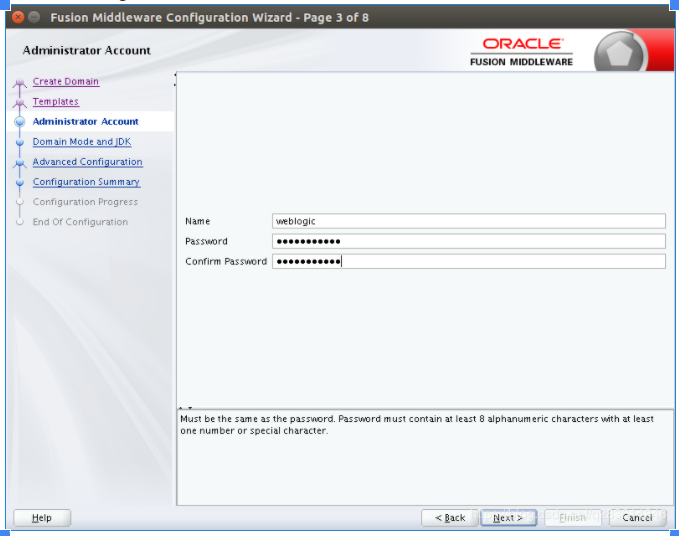 Fusion Middleware Configuration Wizard - Page 3 of 8
Administrator Account
ORACLE
FUSION MIDDLEWARE
Create Domain
Templates
Administrator Account
Domain Mode and JDK
Advanced Configuration
Configuration Summary
Configuration Progress
End Of Configuration
Name weblogic
Password •••••••••••
Confirm Password •••••••••••
Must be the same as the password. Password must contain at least 8 alphanumeric characters with at least
one number or special character.
Help < Back Next > Finish Cancel